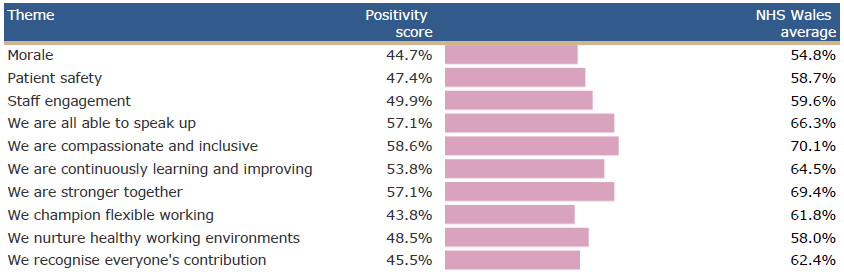 Theme Positivity score NHS Wales average
Morale 44.7% 54.8%
Patient safety 47.4% 58.7%
Staff engagement 49.9% 59.6%
We are all able to speak up 57.1% 66.3%
We are compassionate and inclusive 58.6% 70.1%
We are continuously learning and improving 53.8% 64.5%
We are stronger together 57.1% 69.4%
We champion flexible working 43.8% 61.8%
We nurture healthy working environments 48.5% 58.0%
We recognise everyone's contribution 45.5% 62.4%